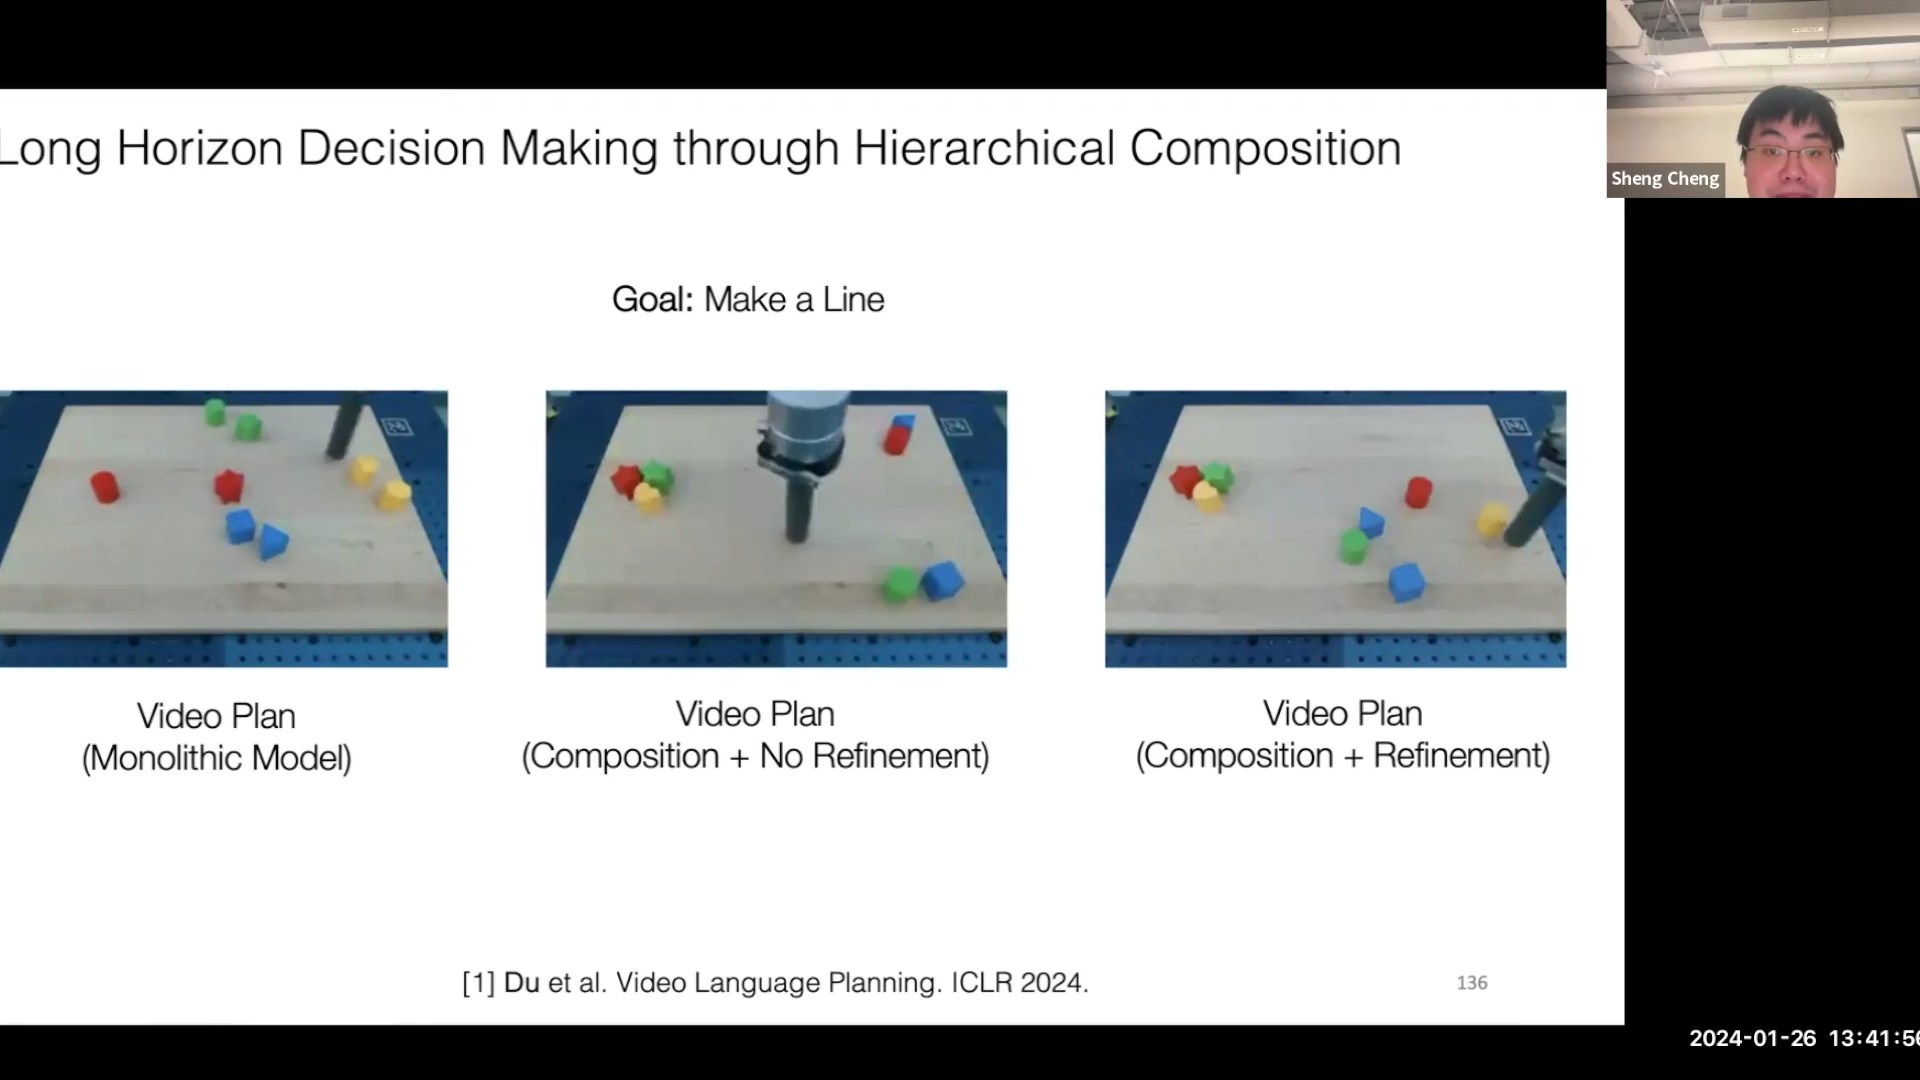 Long Horizon Decision Making through Hierarchical Composition
Sheng Cheng
Goal: Make a Line
Video Plan
(Monolithic Model)
Video Plan
(Composition + No Refinement)
Video Plan
(Composition + Refinement)
[1] Du et al. Video Language Planning. ICLR 2024.
136
2024-01-26 13:41:56